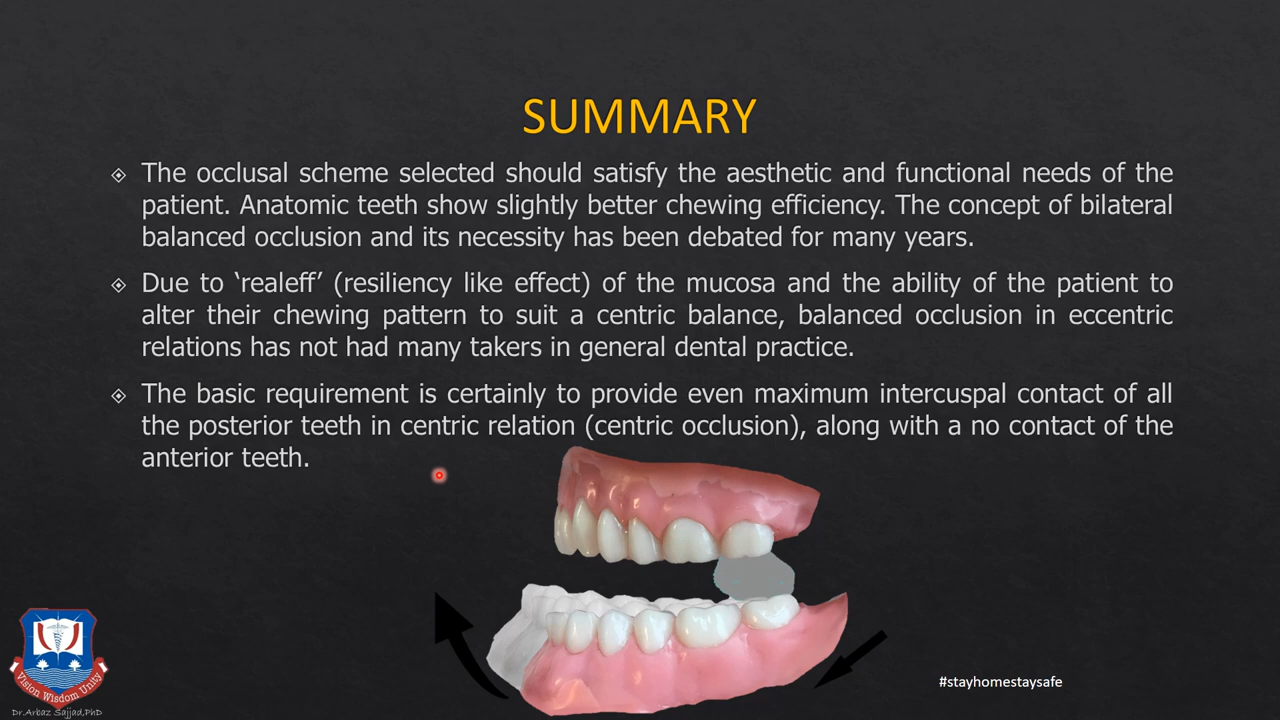 SUMMARY
The occlusal scheme selected should satisfy the aesthetic and functional needs of the
patient. Anatomic teeth show slightly better chewing efficiency. The concept of bilateral
balanced occlusion and its necessity has been debated for many years.
Due to ‘realeff’ (resiliency like effect) of the mucosa and the ability of the patient to
alter their chewing pattern to suit a centric balance, balanced occlusion in eccentric
relations has not had many takers in general dental practice.
The basic requirement is certainly to provide even maximum intercuspal contact of all
the posterior teeth in centric relation (centric occlusion), along with a no contact of the
anterior teeth.
#stayhomestaysafe
Vision Wisdom Unity
Dr.Arbaz Sajjad,PhD